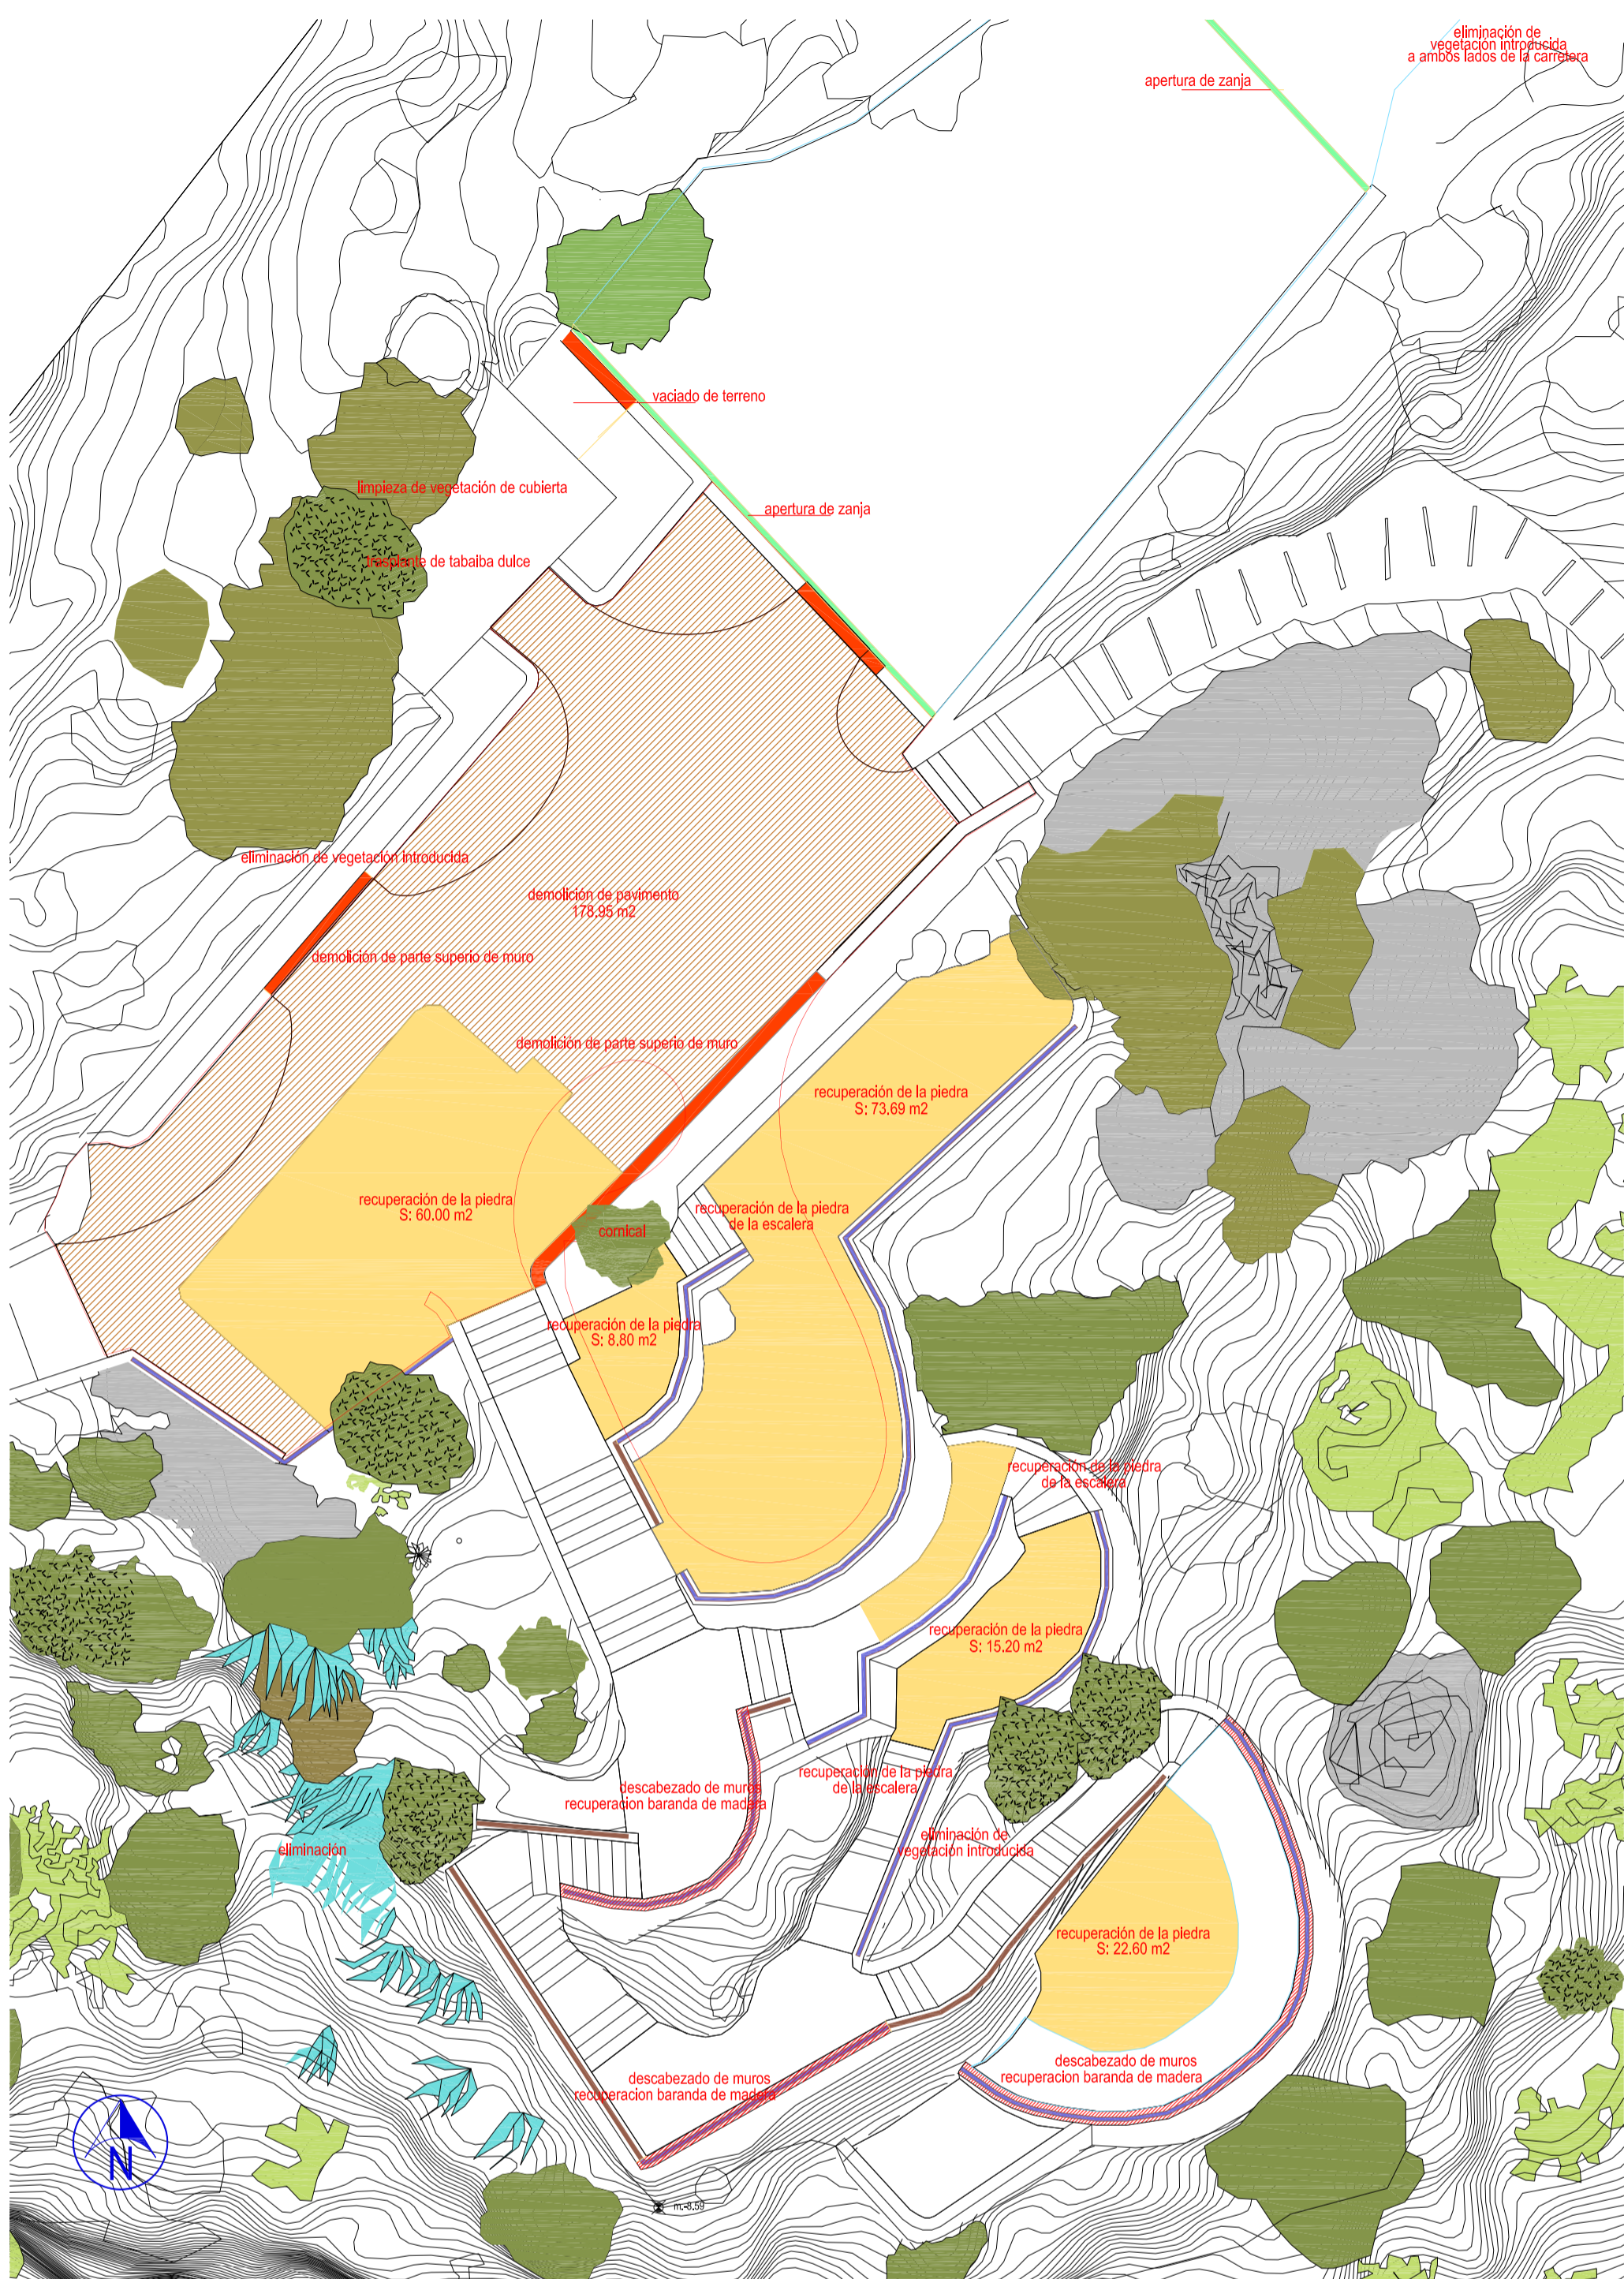 eliminación de
vegetación introducida
a ambos lados de la carretera
apertura de zanja
vaciado de terreno
limpieza de vegetación de cubierta
apertura de zanja
trasplante de tabaiba dulce
eliminación de vegetación introducida
demolición de pavimento
178.95 m2
demolición de parte superio de muro
demolición de parte superio de muro
recuperación de la piedra
S: 73.69 m2
recuperación de la piedra
S: 60.00 m2
recuperación de la piedra
de la escalera
cornical
recuperación de la piedra
S: 8.80 m2
recuperación de la piedra
de la escalera
recuperación de la piedra
S: 15.20 m2
recuperación de la piedra
de la escalera
descabezado de muros
recuperacion baranda de madera
eliminación de
vegetación introducida
eliminación
recuperación de la piedra
S: 22.60 m2
descabezado de muros
recuperacion baranda de madera
descabezado de muros
recuperacion baranda de madera
N
m.-8.59